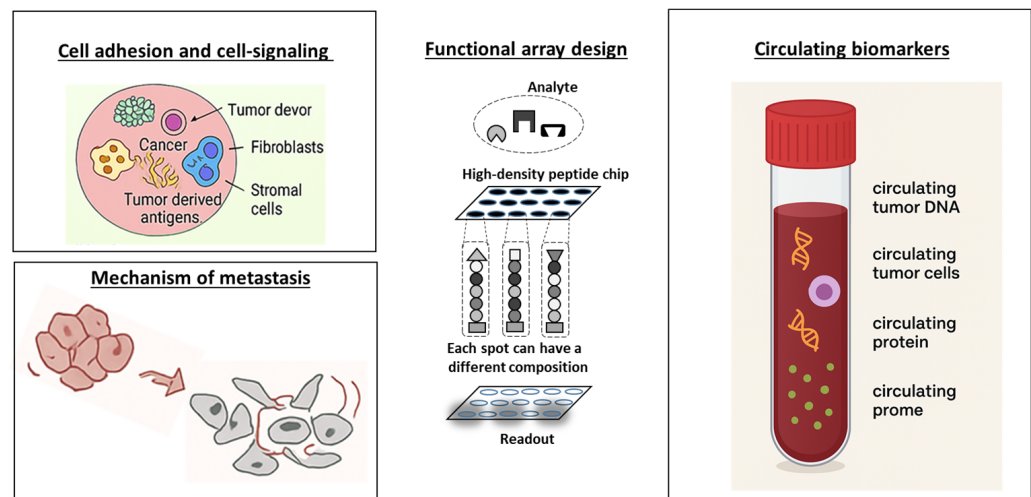 Cell adhesion and cell-signaling
Tumor devor
Cancer
Fibroblasts
Tumor derived
antigens.
Stromal
cells
Mechanism of metastasis
Functional array design
Analyte
High-density peptide chip
Each spot can have a
different composition
Readout
Circulating biomarkers
circulating
tumor DNA
circulating
tumor cells
circulating
protein
circulating
prome